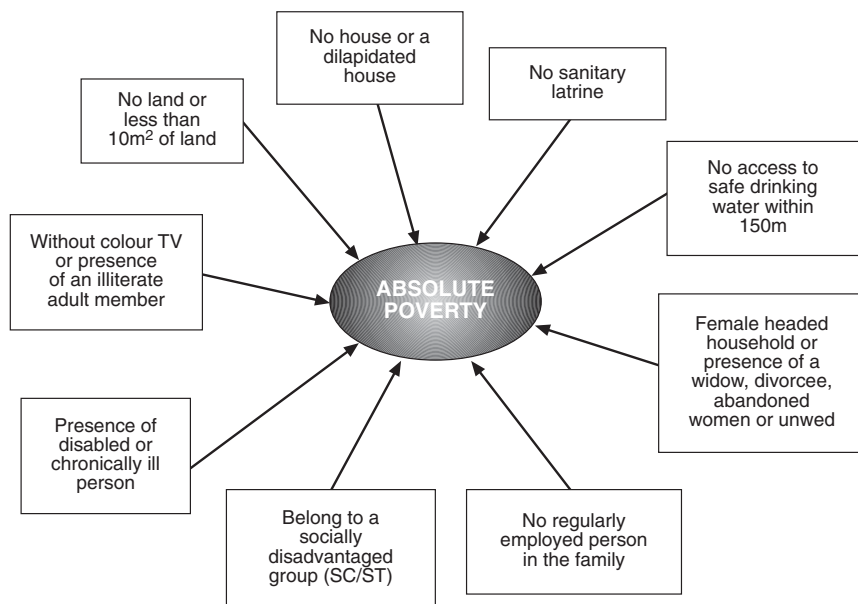 No house or a
dilapidated
house
No sanitary
latrine
No land or
less than
10m² of land
No access to
safe drinking
water within
150m
Without colour TV
or presence
of an illiterate
adult member
ABSOLUTE
POVERTY
Female headed
household or
presence of a
widow, divorcee,
abandoned
women or unwed
Presence of
disabled or
chronically ill
person
Belong to a
socially
disadvantaged
group (SC/ST)
No regularly
employed person
in the family